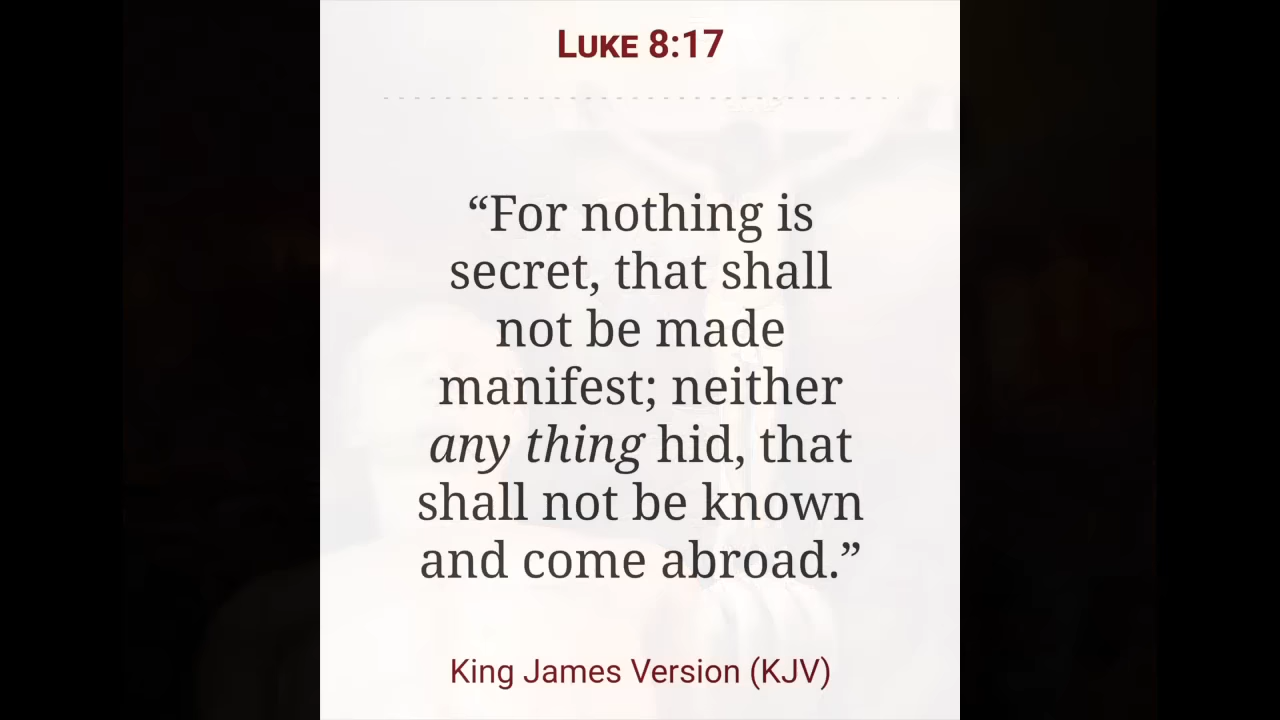 Luke 8:17
“For nothing is
secret, that shall
not be made
manifest; neither
any thing hid, that
shall not be known
and come abroad.”
King James Version (KJV)